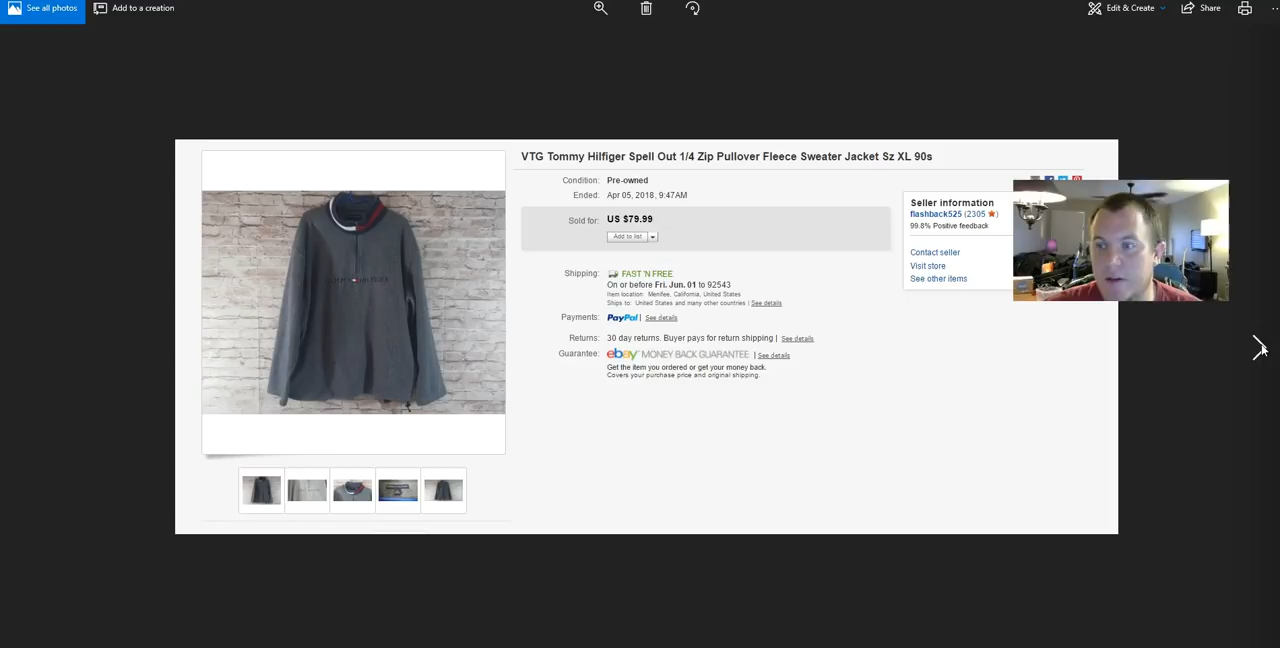 See all photos
Add to a creation
Edit & Create
Share
VTG Tommy Hilfiger Spell Out 1/4 Zip Pullover Fleece Sweater Jacket Sz XL 90s
Condition: Pre-owned
Ended: Apr 05, 2018, 9:47AM
Sold for: US $79.99
Add to list
Shipping: FAST 'N FREE
On or before Fri. Jun. 01 to 92543
Item location: Menifee, California, United States
Ships to: United States and many other countries | See details
Payments: PayPal | See details
Returns: 30 day returns. Buyer pays for return shipping | See details
Guarantee: ebay MONEY BACK GUARANTEE | See details
Get the item you ordered or get your money back.
Covers your purchase price and original shipping.
Seller information
flashback525 (2305 )
99.8% Positive feedback
Contact seller
Visit store
See other items